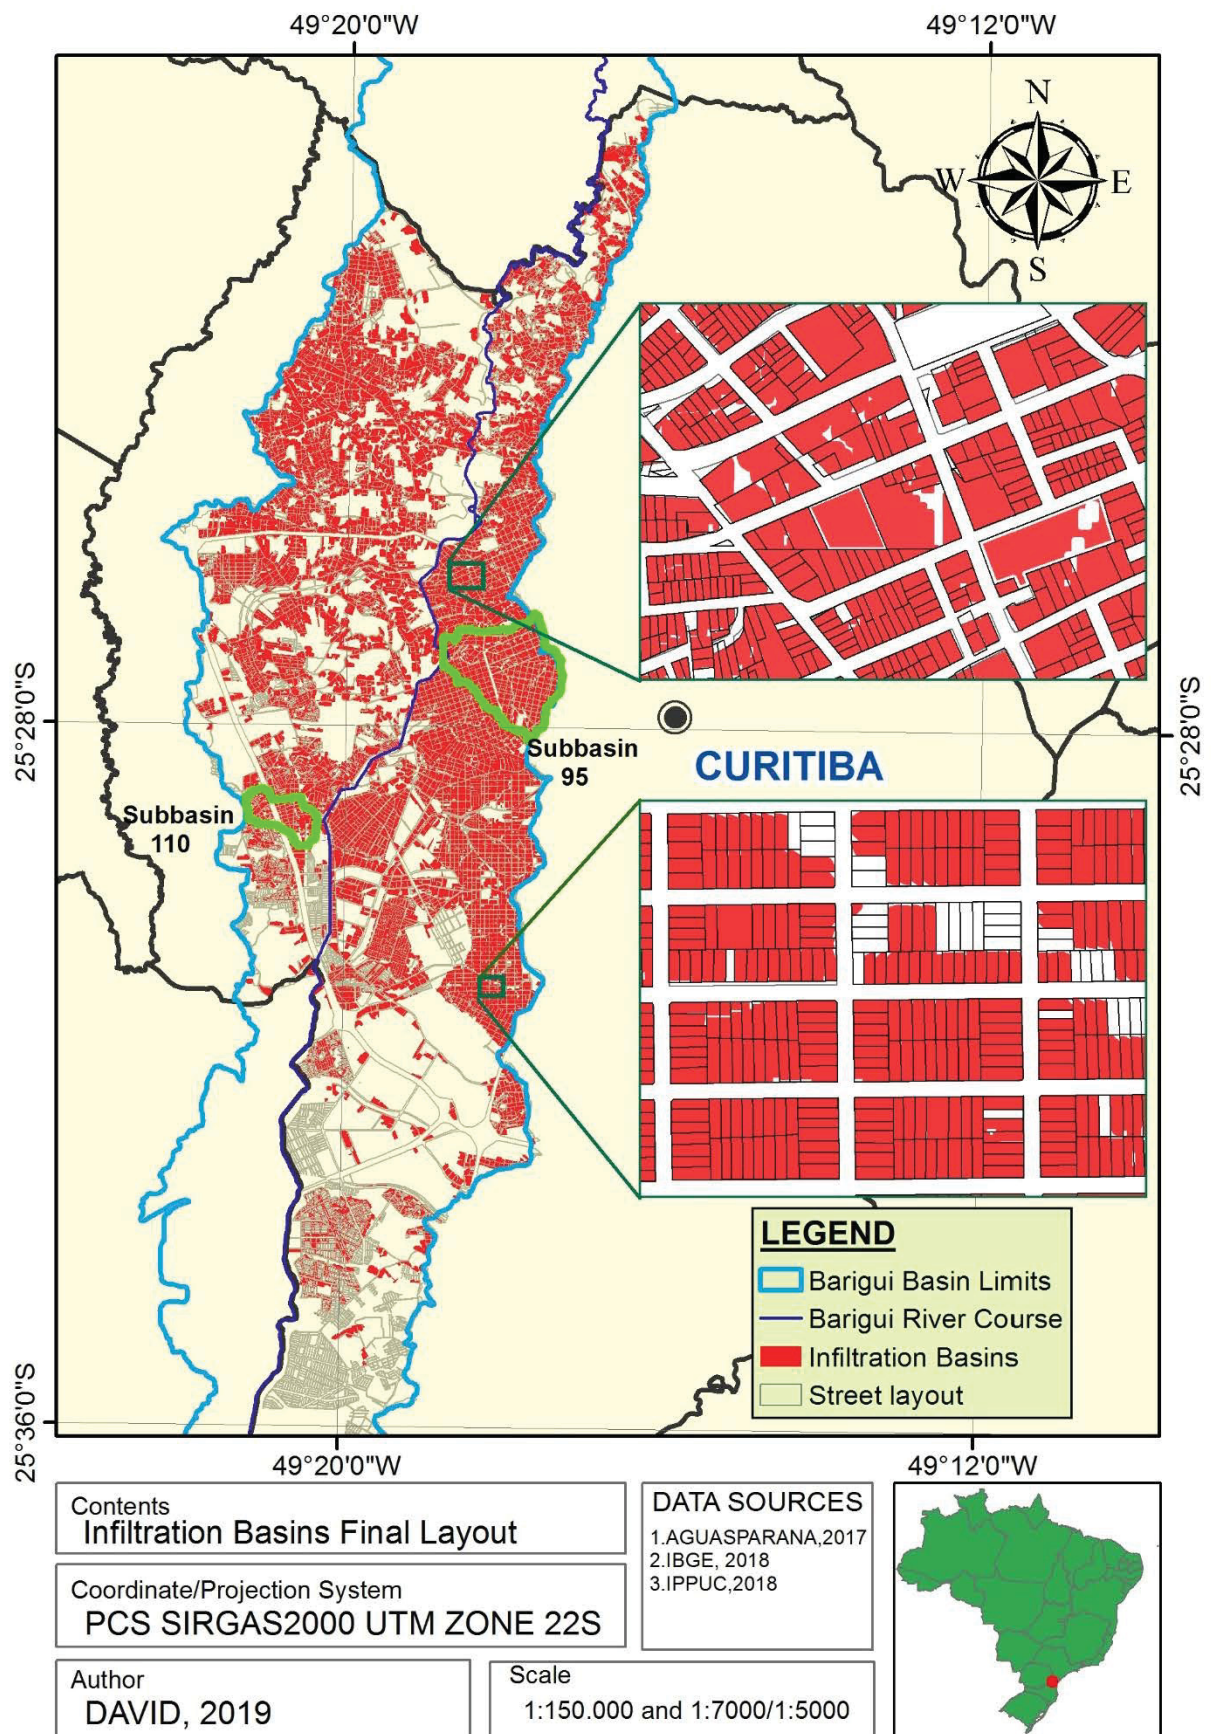 49°20'0"W
49°12'0"W
N
W
E
S
25°28'0"S
25°28'0"S
Subbasin
95
CURITIBA
Subbasin
110
LEGEND
Barigui Basin Limits
Barigui River Course
Infiltration Basins
Street layout
25°36'0"S
49°20'0"W
49°12'0"W
Contents
Infiltration Basins Final Layout
Coordinate/Projection System
PCS SIRGAS2000 UTM ZONE 22S
Author
DAVID, 2019
Scale
1:150.000 and 1:7000/1:5000
DATA SOURCES
1.AGUASPARANA,2017
2.IBGE, 2018
3.IPPUC,2018